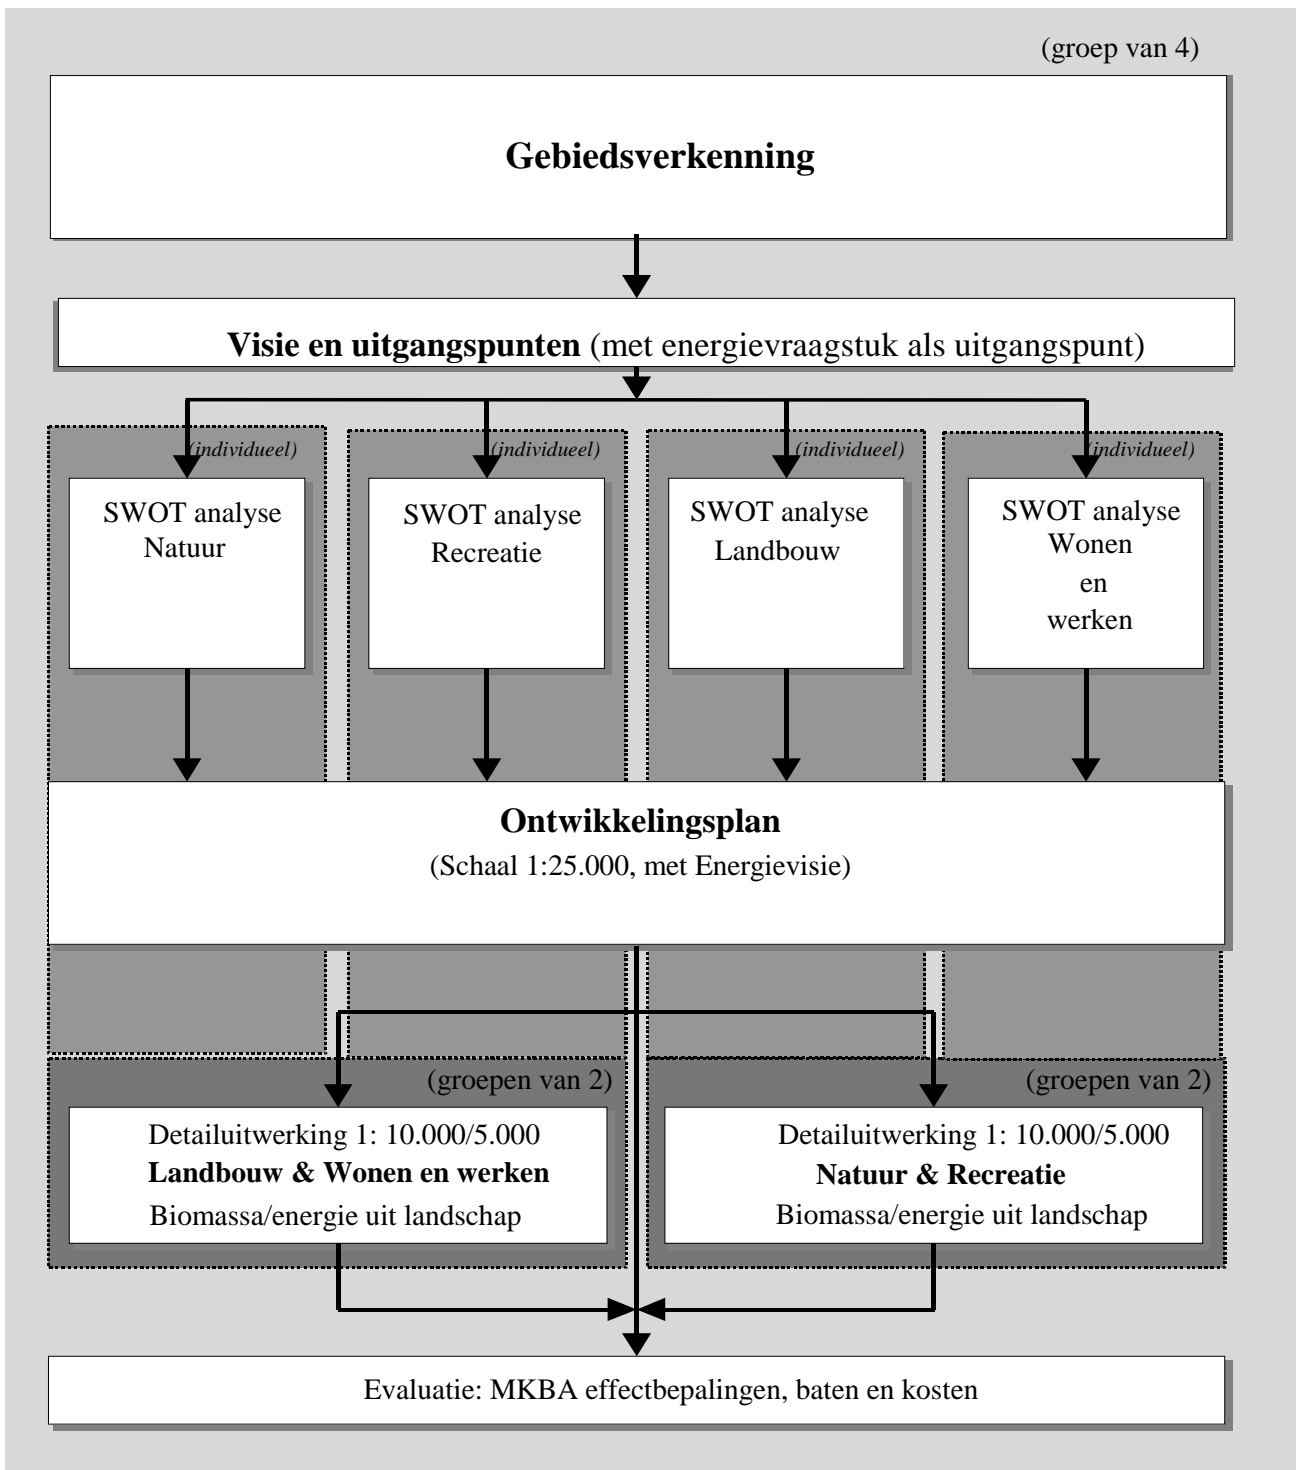 (groep van 4)
Gebiedsverkenning
Visie en uitgangspunten (met energievraagstuk als uitgangspunt)
(individueel)
SWOT analyse
Natuur
(individueel)
SWOT analyse
Recreatie
(individueel)
SWOT analyse
Landbouw
(individueel)
SWOT analyse
Wonen
en
werken
Ontwikkelingsplan
(Schaal 1:25.000, met Energievisie)
(groepen van 2)
Detailuitwerking 1: 10.000/5.000
Landbouw & Wonen en werken
Biomassa/energie uit landschap
(groepen van 2)
Detailuitwerking 1: 10.000/5.000
Natuur & Recreatie
Biomassa/energie uit landschap
Evaluatie: MKBA effectbepalingen, baten en kosten